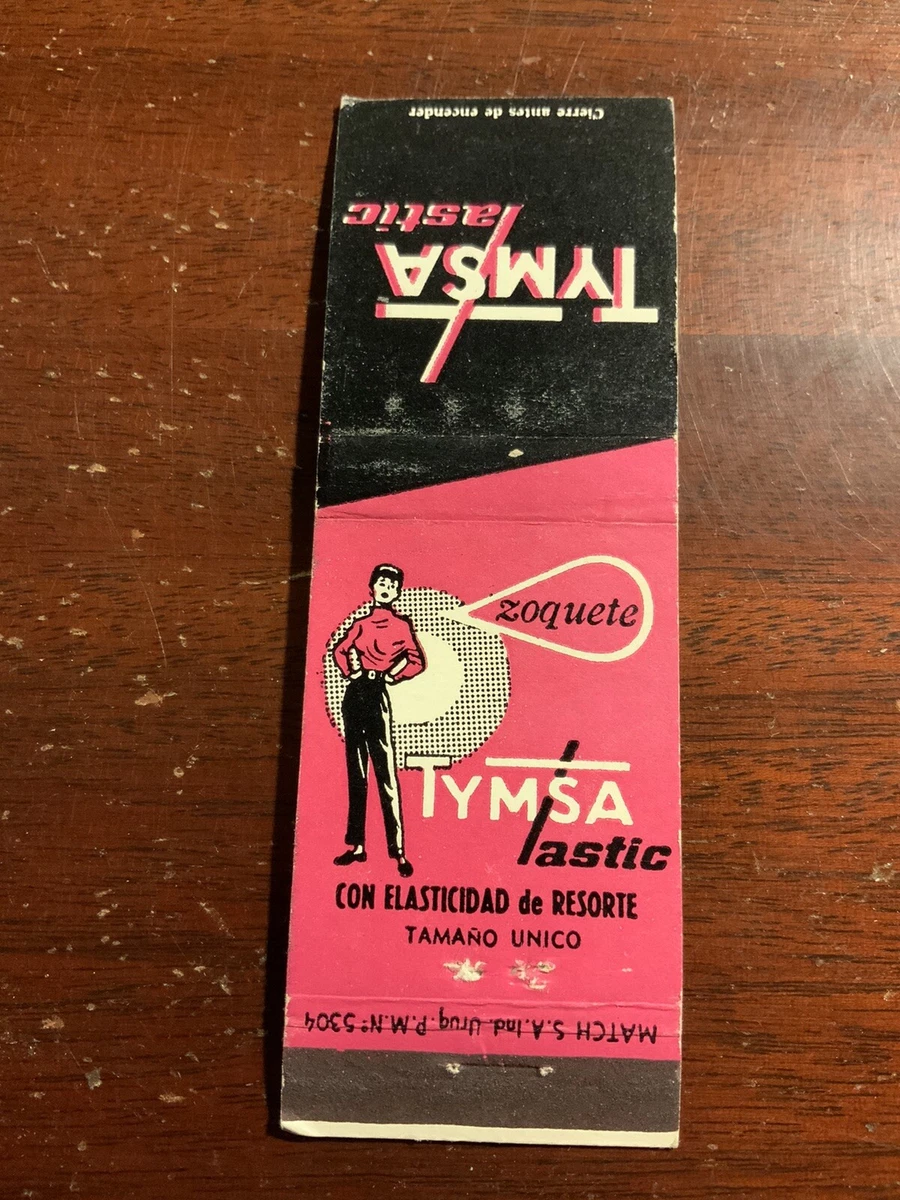 Cierre antes de encender
TYMSA
lastic
zoquete
TYMSA
lastic
CON ELASTICIDAD de RESORTE
TAMAÑO UNICO
MATCH S.A. Ind. Urug. P.M. Nº 5304